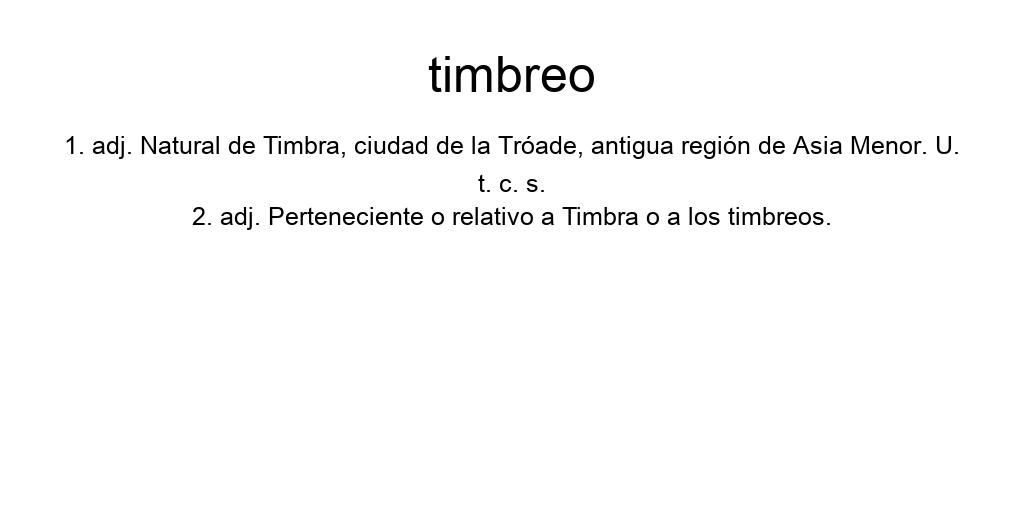 timbreo
1. adj. Natural de Timbra, ciudad de la Tróade, antigua región de Asia Menor. U.
t. c. s.
2. adj. Perteneciente o relativo a Timbra o a los timbreos.